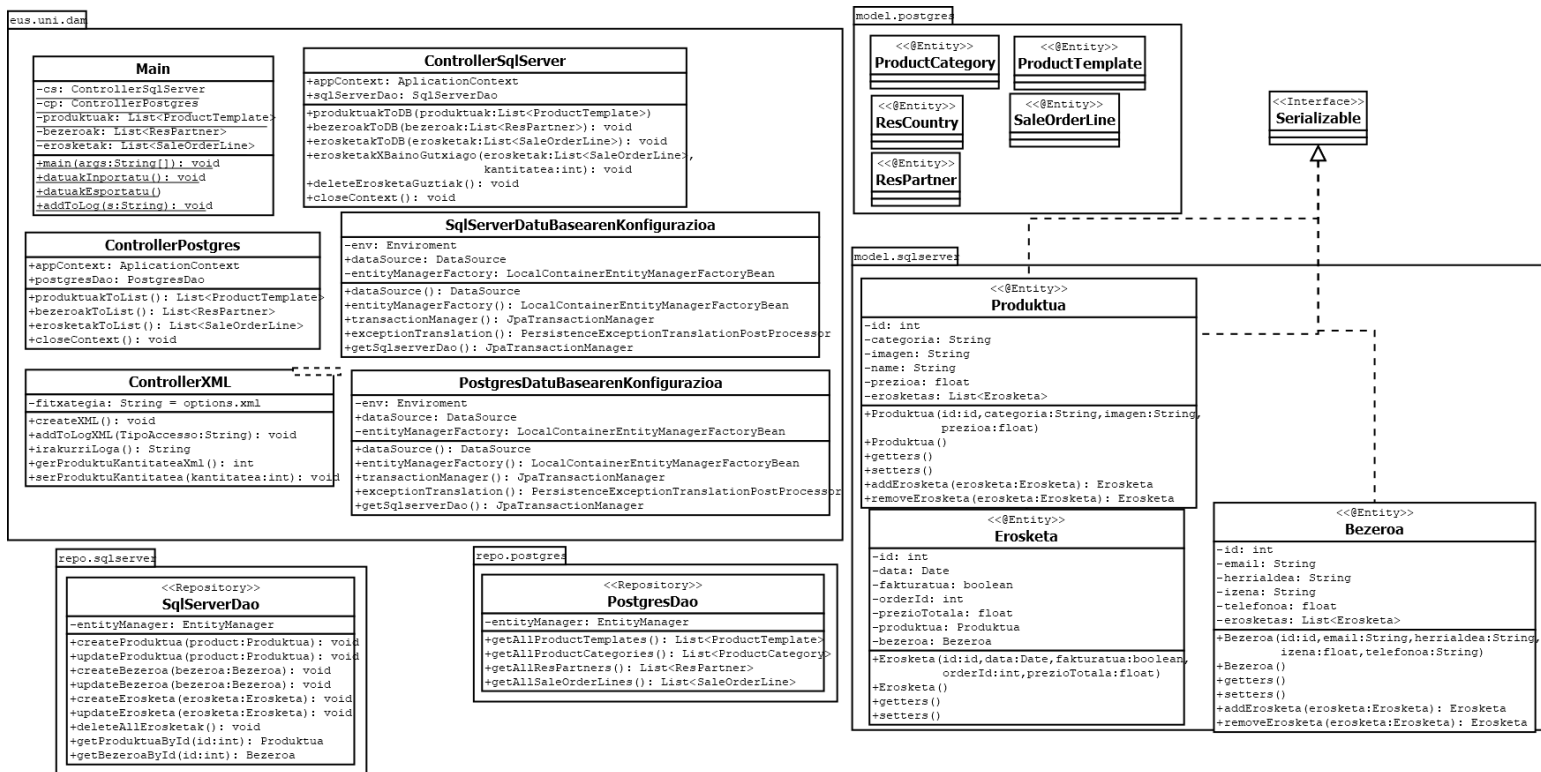 eus.uni.dam
Main
-cs: ControllerSqlServer
-cp: ControllerPostgres
-produktuak: List<ProductTemplate>
-bezeroak: List<ResPartner>
-erosketak: List<SaleOrderLine>
+main(args:String[]): void
+datuakInportatu(): void
+datuakEsportatu()
+addToLog(s:String): void
ControllerSqlServer
+appContext: AplicationContext
+sqlServerDao: SqlServerDao
+produktuakToDB(produktuak:List<ProductTemplate>)
+bezeroakToDB(bezeroak:List<ResPartner>): void
+erosketakToDB(erosketak:List<SaleOrderLine>): void
+erosketakXBainoGutxiago(erosketak:List<SaleOrderLine>,
kantitatea:int): void
+deleteErosketaGuztiak(): void
+closeContext(): void
ControllerPostgres
+appContext: AplicationContext
+postgresDao: PostgresDao
+produktuakToList(): List<ProductTemplate>
+bezeroakToList(): List<ResPartner>
+erosketakToList(): List<SaleOrderLine>
+closeContext(): void
SqlServerDatuBasearenKonfigurazioa
-env: Enviroment
+dataSource: DataSource
-entityManagerFactory: LocalContainerEntityManagerFactoryBean
+dataSource(): DataSource
+entityManagerFactory(): LocalContainerEntityManagerFactoryBean
+transactionManager(): JpaTransactionManager
+exceptionTranslation(): PersistenceExceptionTranslationPostProcessor
+getSqlserverDao(): JpaTransactionManager
ControllerXML
-fitxategia: String = options.xml
+createXML(): void
+addToLogXML(TipoAccesso:String): void
+irakurriLoga(): String
+gerProduktuKantitateaXml(): int
+serProduktuKantitatea(kantitatea:int): void
PostgresDatuBasearenKonfigurazioa
-env: Enviroment
+dataSource: DataSource
-entityManagerFactory: LocalContainerEntityManagerFactoryBean
+dataSource(): DataSource
+entityManagerFactory(): LocalContainerEntityManagerFactoryBean
+transactionManager(): JpaTransactionManager
+exceptionTranslation(): PersistenceExceptionTranslationPostProcessor
+getSqlserverDao(): JpaTransactionManager
repo.sqlserver
<<Repository>>
SqlServerDao
-entityManager: EntityManager
+createProduktua(product:Produktua): void
+updateProduktua(product:Produktua): void
+createBezeroa(bezeroa:Bezeroa): void
+updateBezeroa(bezeroa:Bezeroa): void
+createErosketa(erosketa:Erosketa): void
+updateErosketa(erosketa:Erosketa): void
+deleteAllErosketak(): void
+getProduktuaById(id:int): Produktua
+getBezeroaById(id:int): Bezeroa
repo.postgres
<<Repository>>
PostgresDao
-entityManager: EntityManager
+getAllProductTemplates(): List<ProductTemplate>
+getAllProductCategories(): List<ProductCategory>
+getAllResPartners(): List<ResPartner>
+getAllSaleOrderLines(): List<SaleOrderLine>
model.postgres
<<@Entity>>
ProductCategory
<<@Entity>>
ProductTemplate
<<@Entity>>
ResCountry
<<@Entity>>
SaleOrderLine
<<@Entity>>
ResPartner
<<Interface>>
Serializable
model.sqlserver
<<@Entity>>
Produktua
-id: int
-categoria: String
-imagen: String
-name: String
-prezioa: float
-erosketas: List<Erosketa>
+Produktua(id:id,categoria:String,imagen:String,
prezioa:float)
+Produktua()
+getters()
+setters()
+addErosketa(erosketa:Erosketa): Erosketa
+removeErosketa(erosketa:Erosketa): Erosketa
<<@Entity>>
Erosketa
-id: int
-data: Date
-fakturatua: boolean
-orderId: int
-prezioTotala: float
-produktua: Produktua
-bezeroa: Bezeroa
+Erosketa(id:id,data:Date,fakturatua:boolean,
orderId:int,prezioTotala:float)
+Erosketa()
+getters()
+setters()
<<@Entity>>
Bezeroa
-id: int
-email: String
-herrialdea: String
-izena: String
-telefonoa: float
-erosketas: List<Erosketa>
+Bezeroa(id:id,email:String,herrialdea:String,
izena:float,telefonoa:String)
+Bezeroa()
+getters()
+setters()
+addErosketa(erosketa:Erosketa): Erosketa
+removeErosketa(erosketa:Erosketa): Erosketa